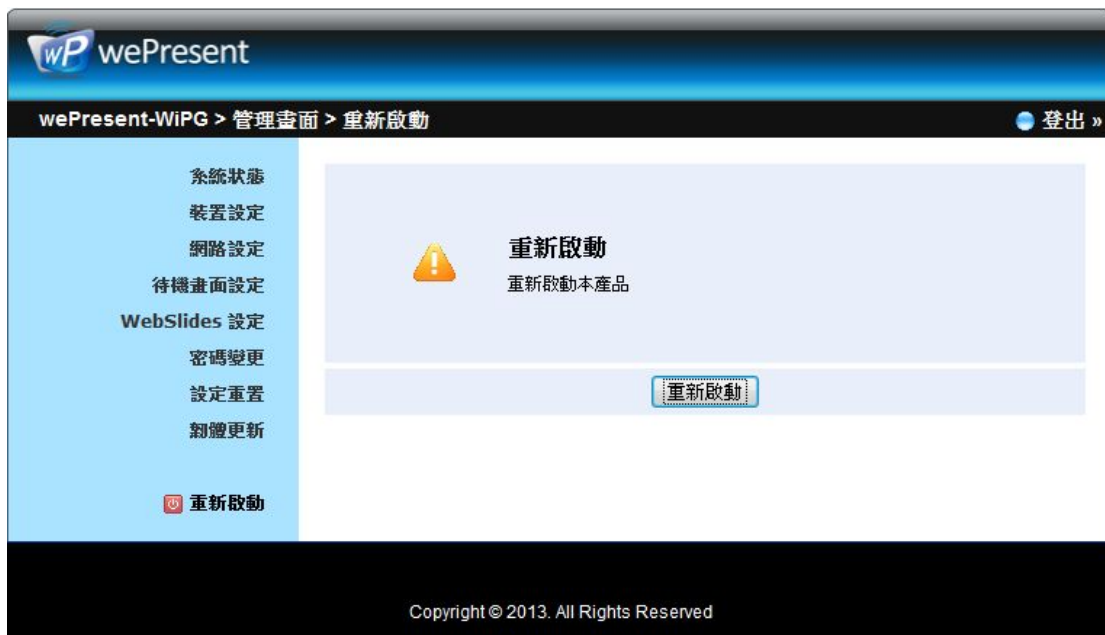 wP wePresent
wePresent-WiPG > 管理畫面 > 重新啟動
登出 »
系統狀態
裝置設定
網路設定
待機畫面設定
WebSlides 設定
密碼變更
設定重置
韌體更新
重新啟動
重新啟動
重新啟動本產品
重新啟動
Copyright © 2013. All Rights Reserved